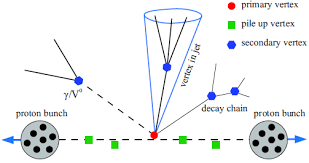 primary vertex
pile up vertex
secondary vertex
vertex in jet
γ/V⁰
proton bunch
decay chain
proton bunch